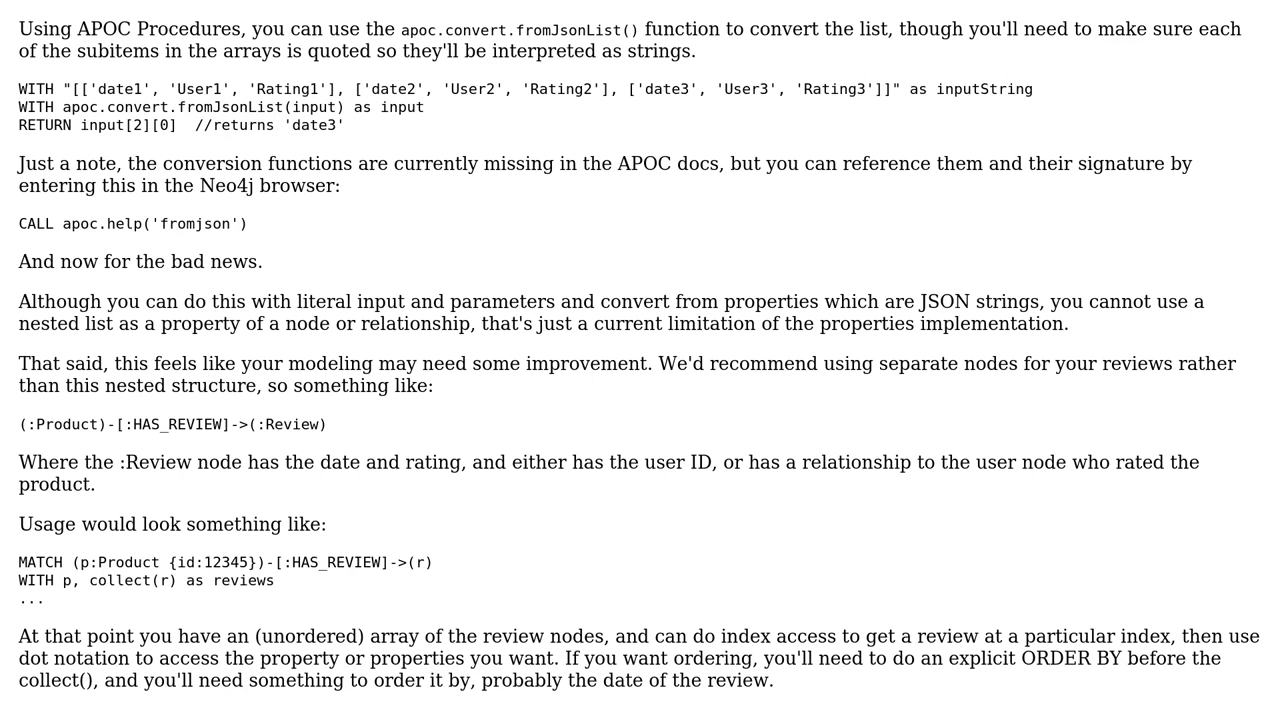 Using APOC Procedures, you can use the apoc.convert.fromJsonList() function to convert the list, though you'll need to make sure each
of the subitems in the arrays is quoted so they'll be interpreted as strings.
WITH "[['date1', 'User1', 'Rating1'], ['date2', 'User2', 'Rating2'], ['date3', 'User3', 'Rating3']]" as inputString
WITH apoc.convert.fromJsonList(input) as input
RETURN input[2][0]  //returns 'date3'
Just a note, the conversion functions are currently missing in the APOC docs, but you can reference them and their signature by
entering this in the Neo4j browser:
CALL apoc.help('fromjson')
And now for the bad news.
Although you can do this with literal input and parameters and convert from properties which are JSON strings, you cannot use a
nested list as a property of a node or relationship, that's just a current limitation of the properties implementation.
That said, this feels like your modeling may need some improvement. We'd recommend using separate nodes for your reviews rather
than this nested structure, so something like:
(:Product)-[:HAS_REVIEW]->(:Review)
Where the :Review node has the date and rating, and either has the user ID, or has a relationship to the user node who rated the
product.
Usage would look something like:
MATCH (p:Product {id:12345})-[:HAS_REVIEW]->(r)
WITH p, collect(r) as reviews
...
At that point you have an (unordered) array of the review nodes, and can do index access to get a review at a particular index, then use
dot notation to access the property or properties you want. If you want ordering, you'll need to do an explicit ORDER BY before the
collect(), and you'll need something to order it by, probably the date of the review.